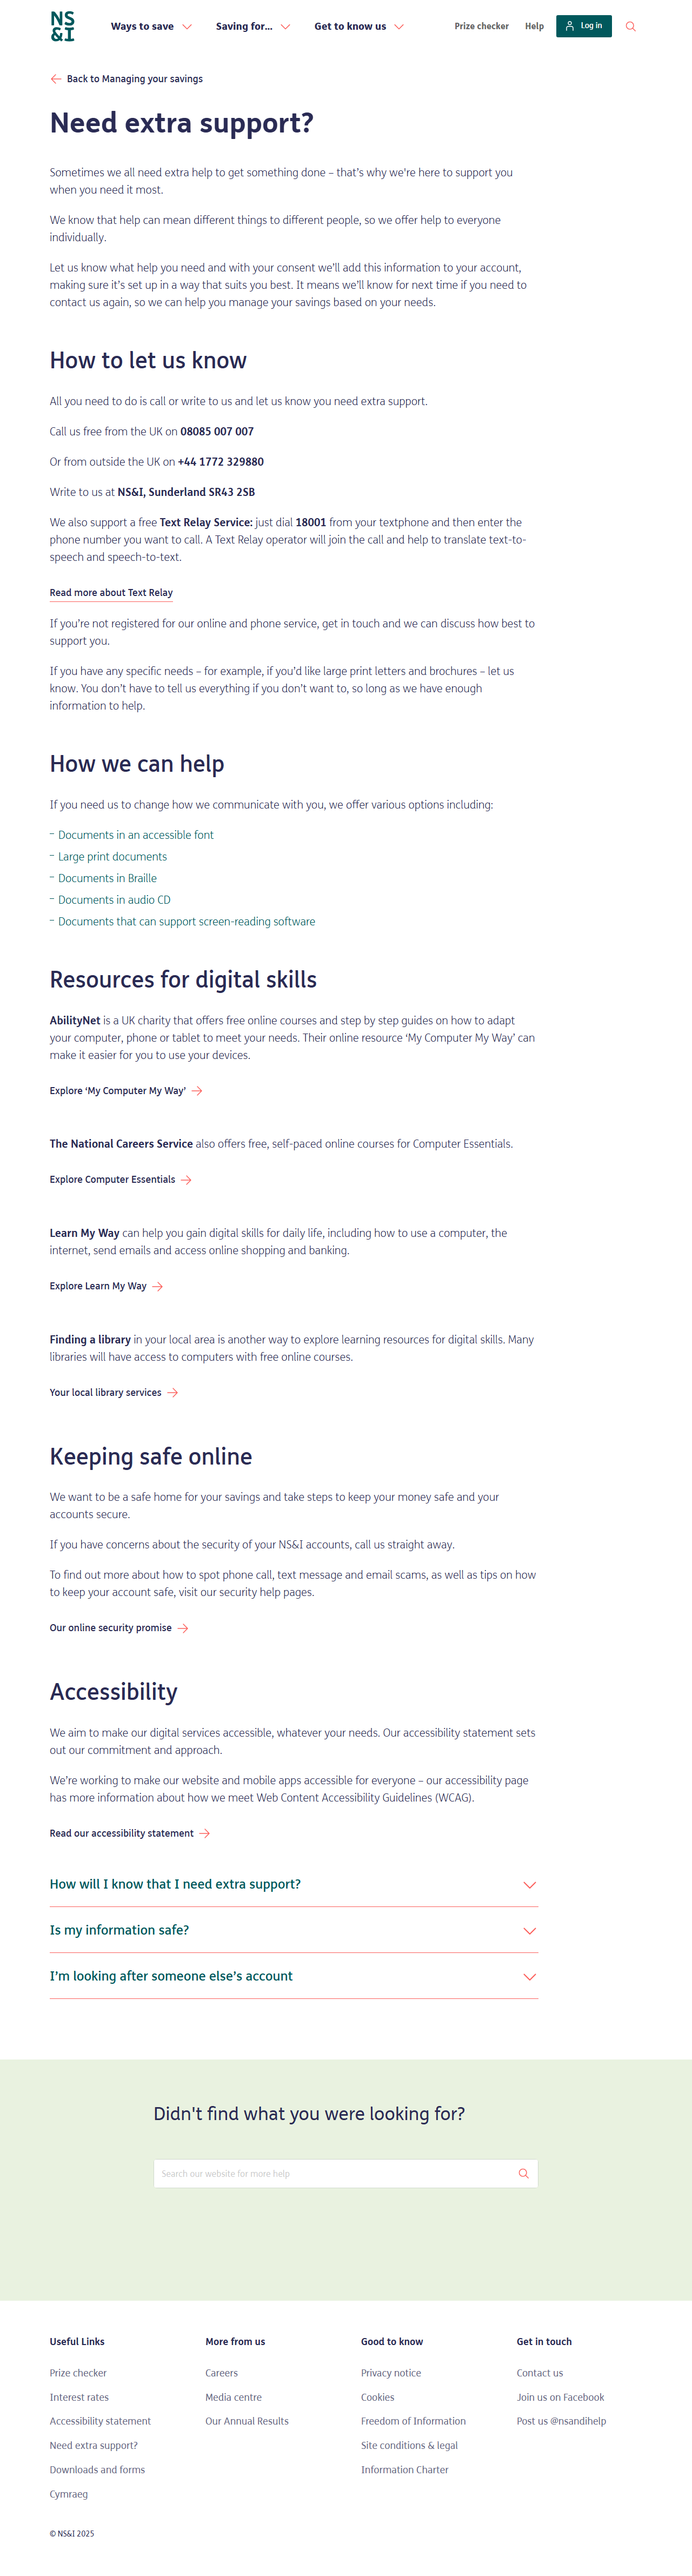 NS
&I
Ways to save
Saving for...
Get to know us
Prize checker
Help
Log in
Back to Managing your savings
Need extra support?
Sometimes we all need extra help to get something done – that’s why we’re here to support you
when you need it most.
We know that help can mean different things to different people, so we offer help to everyone
individually.
Let us know what help you need and with your consent we’ll add this information to your account,
making sure it’s set up in a way that suits you best. It means we’ll know for next time if you need to
contact us again, so we can help you manage your savings based on your needs.
How to let us know
All you need to do is call or write to us and let us know you need extra support.
Call us free from the UK on 08085 007 007
Or from outside the UK on +44 1772 329880
Write to us at NS&I, Sunderland SR43 2SB
We also support a free Text Relay Service: just dial 18001 from your textphone and then enter the
phone number you want to call. A Text Relay operator will join the call and help to translate text-to-
speech and speech-to-text.
Read more about Text Relay
If you’re not registered for our online and phone service, get in touch and we can discuss how best to
support you.
If you have any specific needs – for example, if you’d like large print letters and brochures – let us
know. You don’t have to tell us everything if you don’t want to, so long as we have enough
information to help.
How we can help
If you need us to change how we communicate with you, we offer various options including:
– Documents in an accessible font
– Large print documents
– Documents in Braille
– Documents in audio CD
– Documents that can support screen-reading software
Resources for digital skills
AbilityNet is a UK charity that offers free online courses and step by step guides on how to adapt
your computer, phone or tablet to meet your needs. Their online resource ‘My Computer My Way’ can
make it easier for you to use your devices.
Explore ‘My Computer My Way’
The National Careers Service also offers free, self-paced online courses for Computer Essentials.
Explore Computer Essentials
Learn My Way can help you gain digital skills for daily life, including how to use a computer, the
internet, send emails and access online shopping and banking.
Explore Learn My Way
Finding a library in your local area is another way to explore learning resources for digital skills. Many
libraries will have access to computers with free online courses.
Your local library services
Keeping safe online
We want to be a safe home for your savings and take steps to keep your money safe and your
accounts secure.
If you have concerns about the security of your NS&I accounts, call us straight away.
To find out more about how to spot phone call, text message and email scams, as well as tips on how
to keep your account safe, visit our security help pages.
Our online security promise
Accessibility
We aim to make our digital services accessible, whatever your needs. Our accessibility statement sets
out our commitment and approach.
We’re working to make our website and mobile apps accessible for everyone – our accessibility page
has more information about how we meet Web Content Accessibility Guidelines (WCAG).
Read our accessibility statement
How will I know that I need extra support?
Is my information safe?
I’m looking after someone else’s account
Didn't find what you were looking for?
Search our website for more help
Useful Links
Prize checker
Interest rates
Accessibility statement
Need extra support?
Downloads and forms
Cymraeg
More from us
Careers
Media centre
Our Annual Results
Good to know
Privacy notice
Cookies
Freedom of Information
Site conditions & legal
Information Charter
Get in touch
Contact us
Join us on Facebook
Post us @nsandihelp
© NS&I 2025